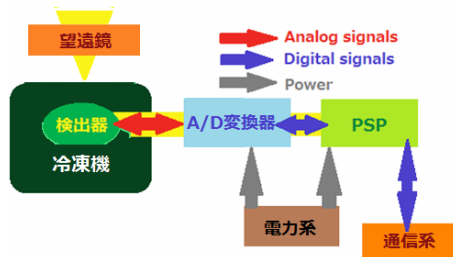 望遠鏡
Analog signals
Digital signals
Power
検出器
冷凍機
A/D変換器
PSP
電力系
通信系